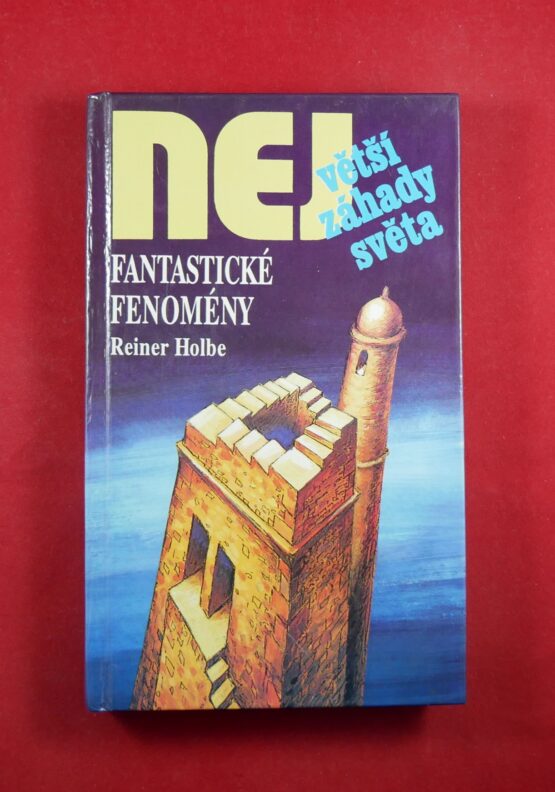 NEJ
větší
záhady
světa
FANTASTICKÉ
FENOMÉNY
Reiner Holbe